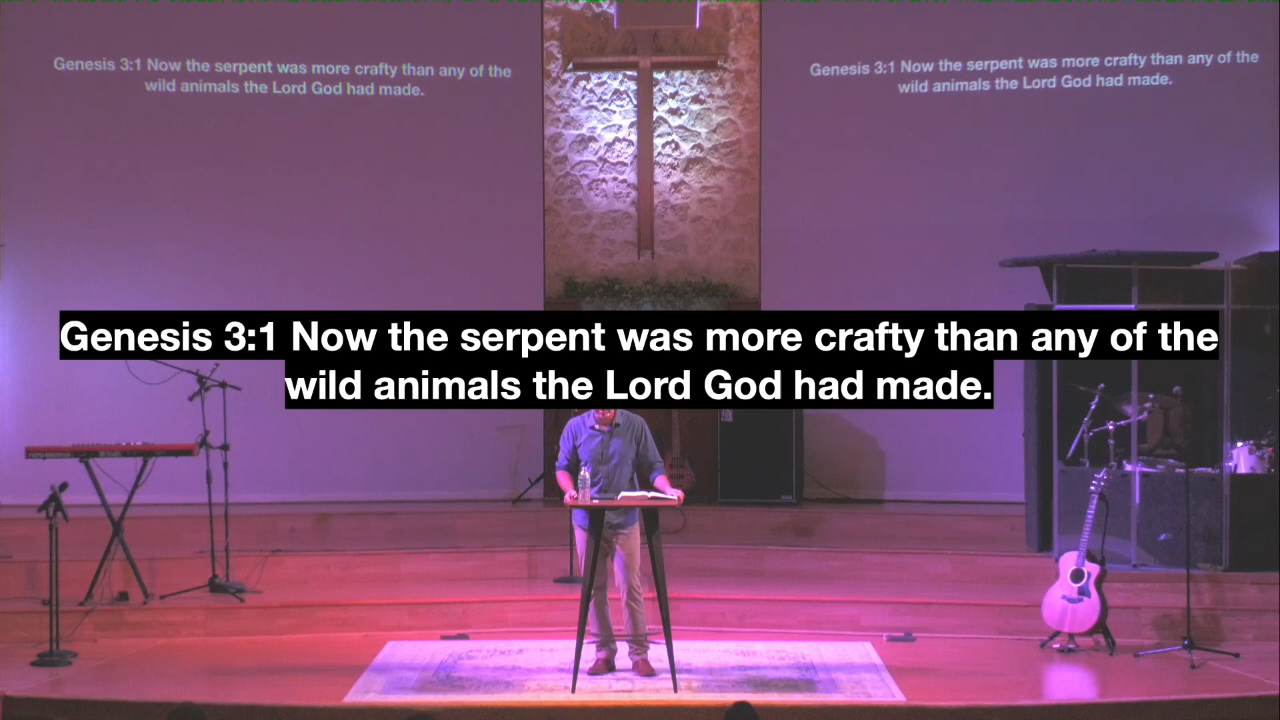 Genesis 3:1 Now the serpent was more crafty than any of the
wild animals the Lord God had made.
Genesis 3:1 Now the serpent was more crafty than any of the
wild animals the Lord God had made.
Genesis 3:1 Now the serpent was more crafty than any of the
wild animals the Lord God had made.